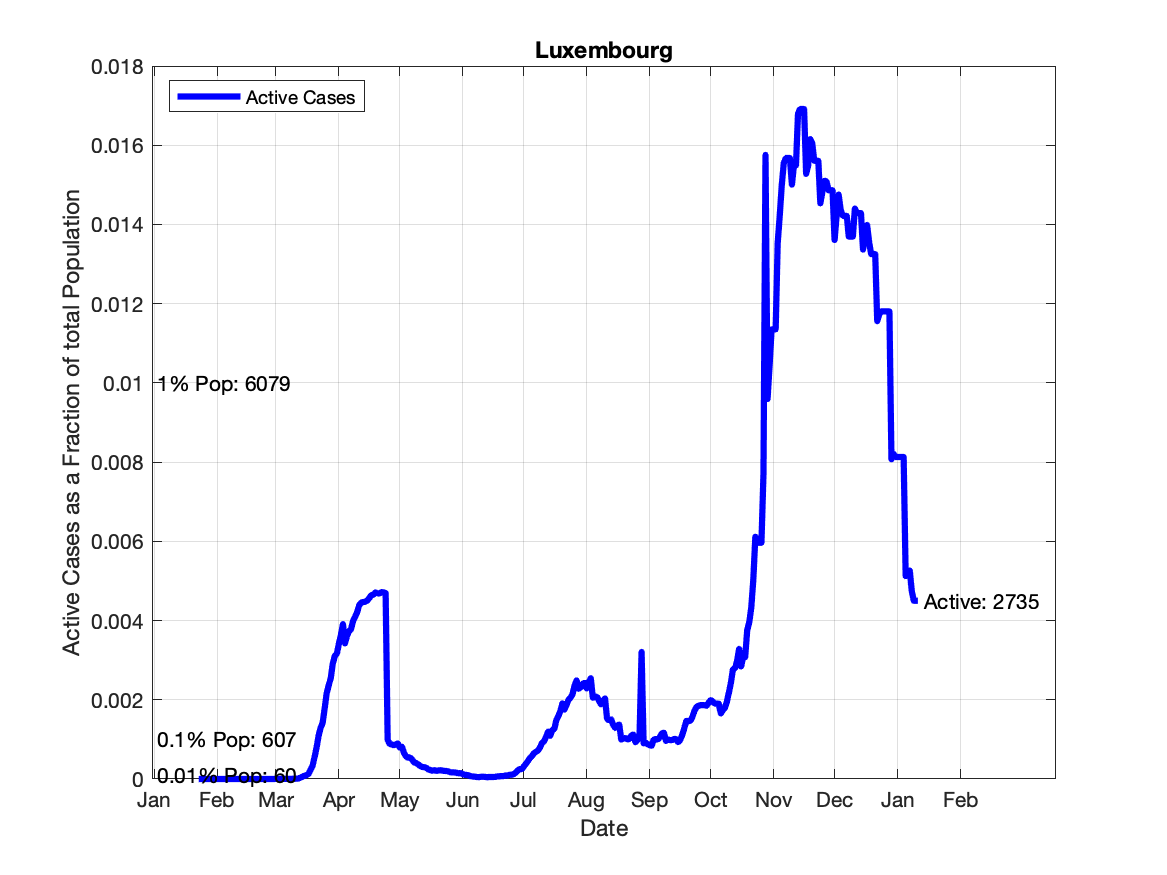 Luxembourg
Active Cases
Active Cases as a Fraction of total Population
0.018
0.016
0.014
0.012
0.01
0.008
0.006
0.004
0.002
0
1% Pop: 6079
0.1% Pop: 607
0.01% Pop: 60
Active: 2735
Jan Feb Mar Apr May Jun Jul Aug Sep Oct Nov Dec Jan Feb
Date